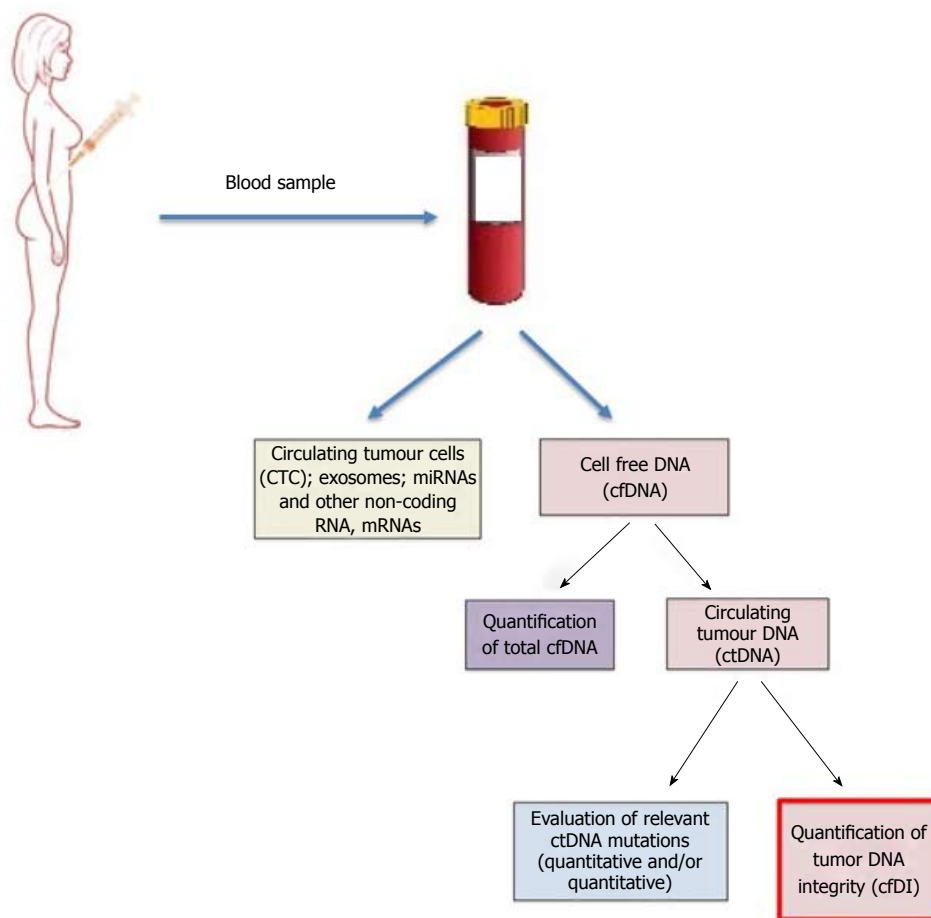 Blood sample
Circulating tumour cells
(CTC); exosomes; miRNAs
and other non-coding
RNA, mRNAs
Cell free DNA
(cfDNA)
Quantification
of total cfDNA
Circulating
tumour DNA
(ctDNA)
Evaluation of relevant
ctDNA mutations
(quantitative and/or
quantitative)
Quantification of
tumor DNA
integrity (cfDI)